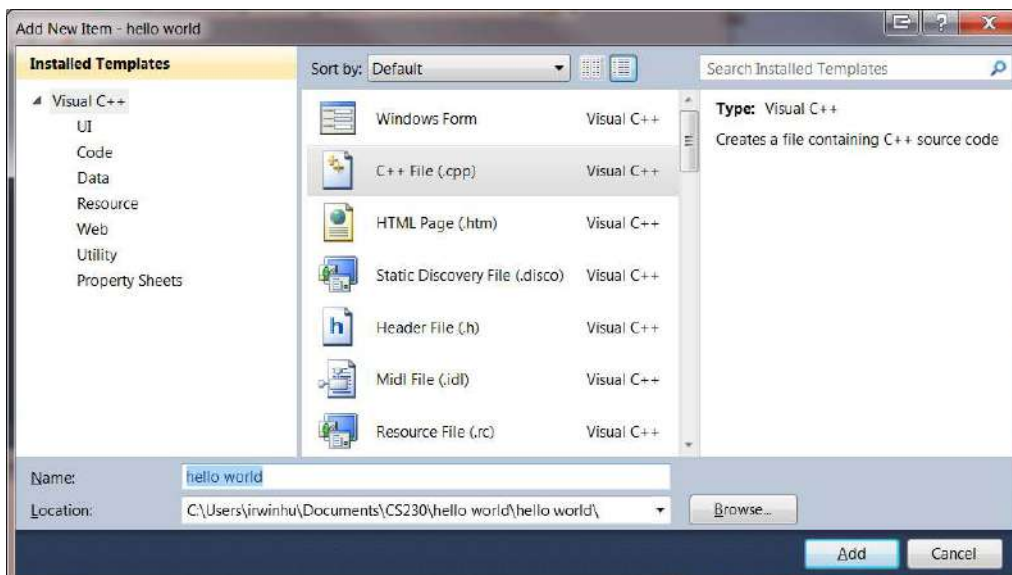 Add New Item - hello world
Installed Templates
Visual C++
UI
Code
Data
Resource
Web
Utility
Property Sheets
Sort by: Default
Windows Form Visual C++
C++ File (.cpp) Visual C++
HTML Page (.htm) Visual C++
Static Discovery File (.disco) Visual C++
Header File (.h) Visual C++
Midl File (.idl) Visual C++
Resource File (.rc) Visual C++
Search Installed Templates
Type: Visual C++
Creates a file containing C++ source code
Name: hello world
Location: C:\Users\irwinhu\Documents\CS230\hello world\hello world\
Browse...
Add Cancel